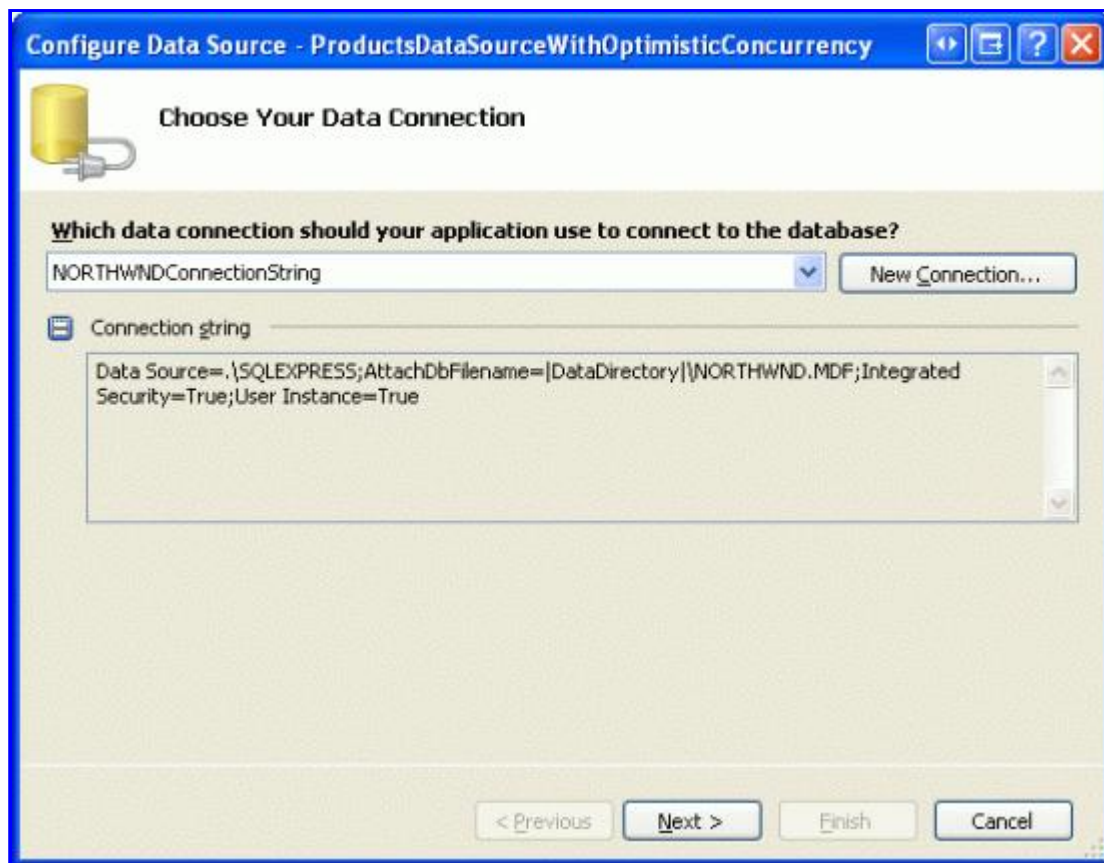 Configure Data Source - ProductsDataSourceWithOptimisticConcurrency
Choose Your Data Connection
Which data connection should your application use to connect to the database?
NORTHWNDConnectionString
New Connection...
Connection string
Data Source=.\SQLEXPRESS;AttachDbFilename=|DataDirectory|\NORTHWND.MDF;Integrated
Security=True;User Instance=True
< Previous
Next >
Finish
Cancel